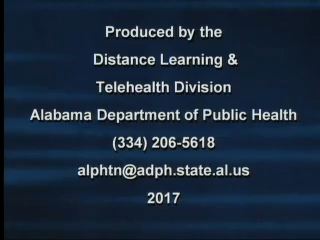 Produced by the
Distance Learning &
Telehealth Division
Alabama Department of Public Health
(334) 206-5618
alphtn@adph.state.al.us
2017